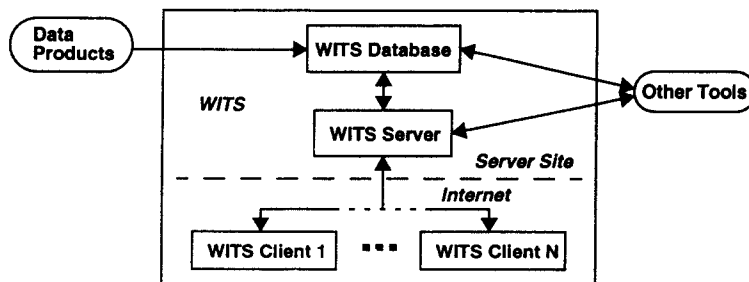 Data
Products
WITS Database
WITS
Other Tools
WITS Server
Server Site
Internet
WITS Client 1
WITS Client N